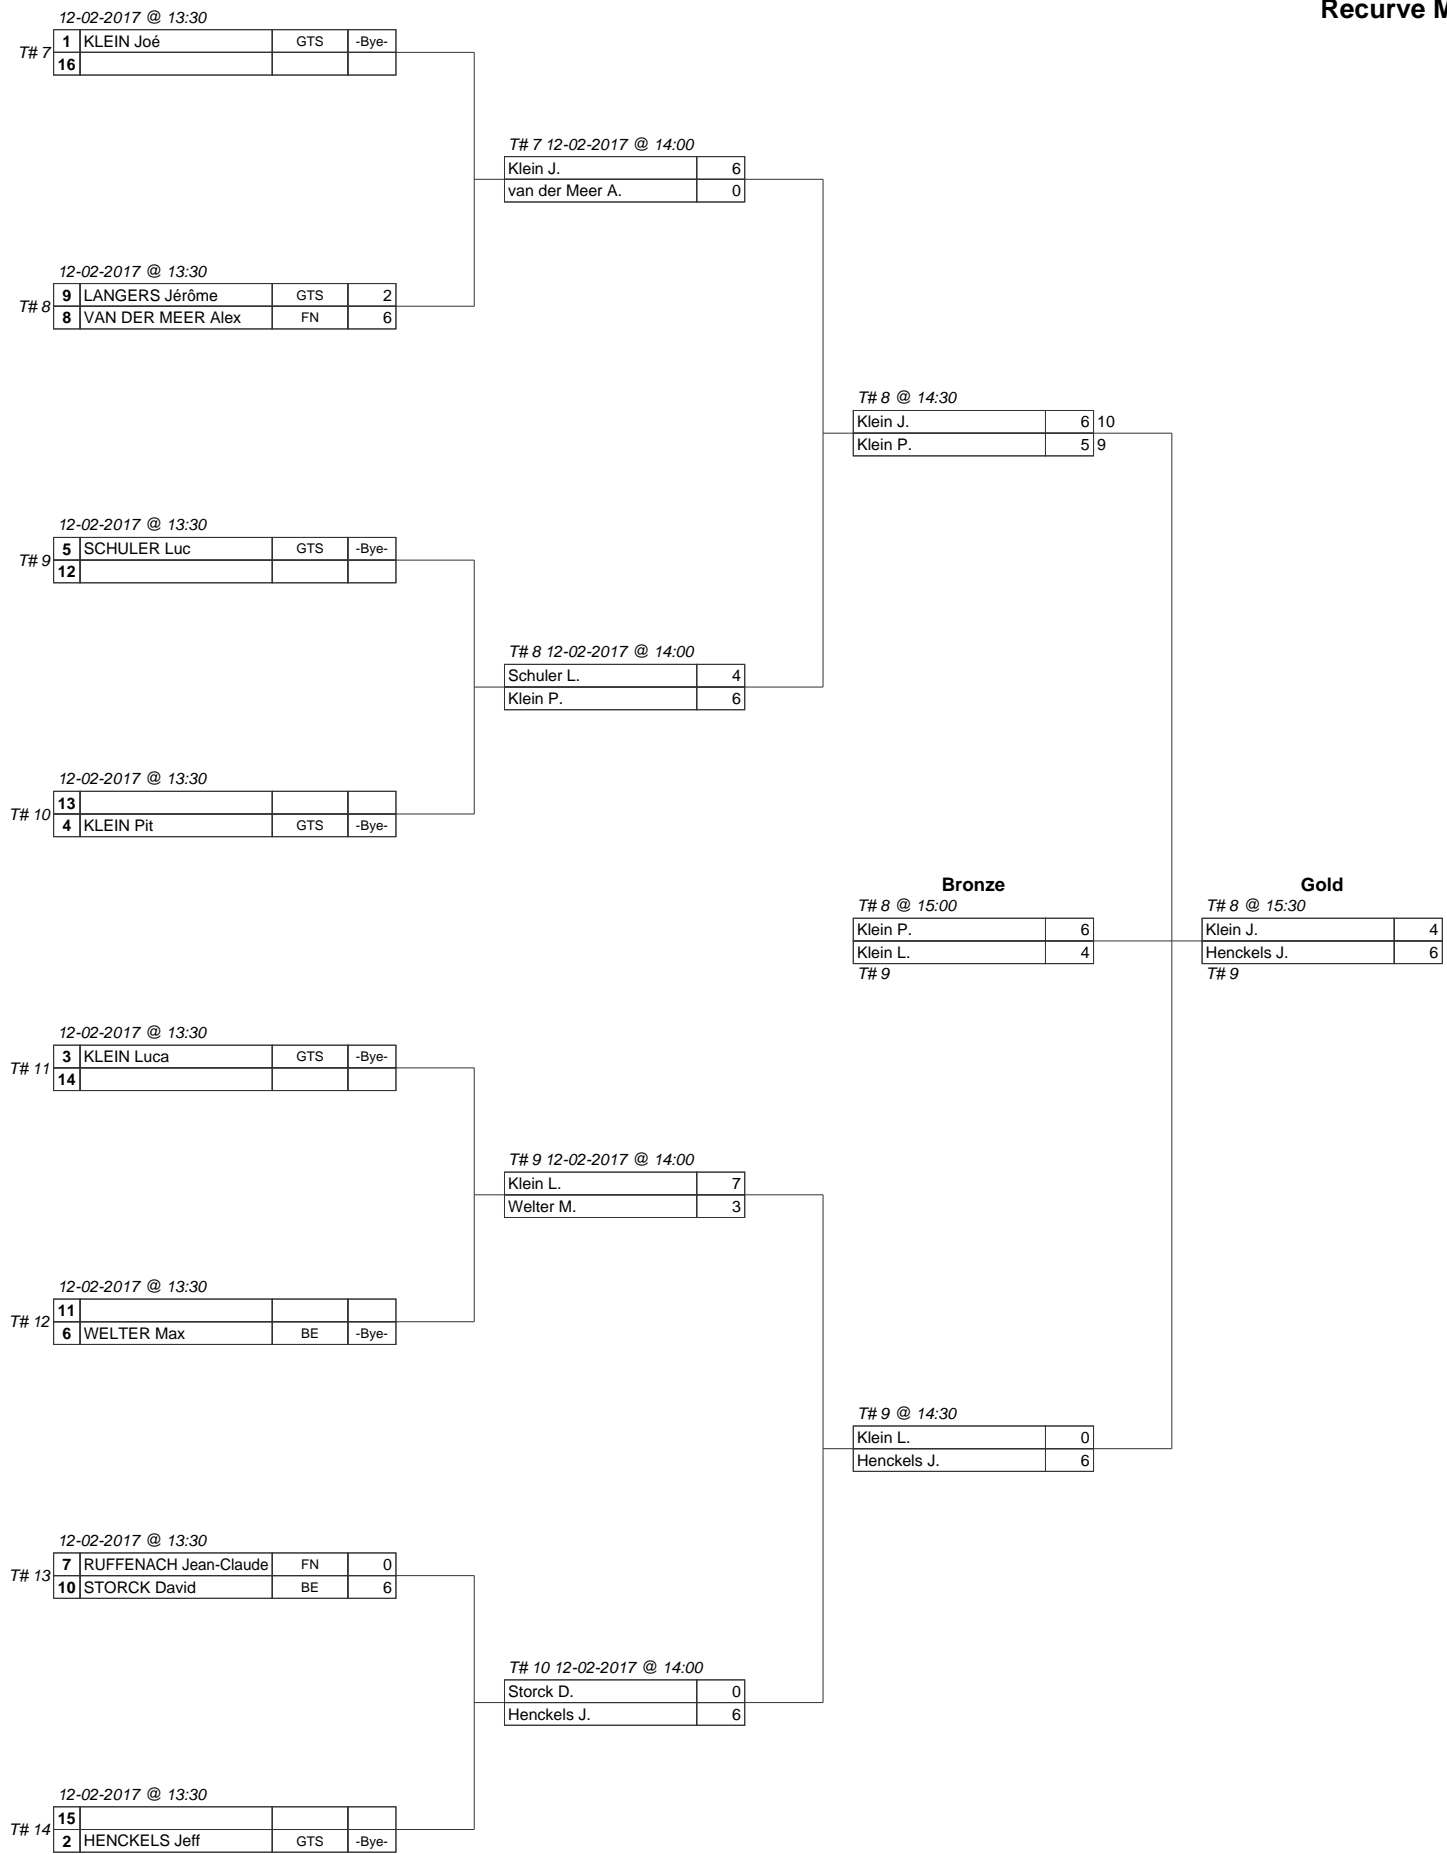 Recurve M
12-02-2017 @ 13:30
T# 7
1 KLEIN Joé GTS -Bye-
16
T# 7 12-02-2017 @ 14:00
Klein J. 6
van der Meer A. 0
12-02-2017 @ 13:30
T# 8
9 LANGERS Jérôme GTS 2
8 VAN DER MEER Alex FN 6
T# 8 @ 14:30
Klein J. 6 10
Klein P. 5 9
12-02-2017 @ 13:30
T# 9
5 SCHULER Luc GTS -Bye-
12
T# 8 12-02-2017 @ 14:00
Schuler L. 4
Klein P. 6
12-02-2017 @ 13:30
T# 10
13
4 KLEIN Pit GTS -Bye-
Bronze
T# 8 @ 15:00
Klein P. 6
Klein L. 4
T# 9
Gold
T# 8 @ 15:30
Klein J. 4
Henckels J. 6
T# 9
12-02-2017 @ 13:30
T# 11
3 KLEIN Luca GTS -Bye-
14
T# 9 12-02-2017 @ 14:00
Klein L. 7
Welter M. 3
12-02-2017 @ 13:30
T# 12
11
6 WELTER Max BE -Bye-
T# 9 @ 14:30
Klein L. 0
Henckels J. 6
12-02-2017 @ 13:30
T# 13
7 RUFFENACH Jean-Claude FN 0
10 STORCK David BE 6
T# 10 12-02-2017 @ 14:00
Storck D. 0
Henckels J. 6
12-02-2017 @ 13:30
T# 14
15
2 HENCKELS Jeff GTS -Bye-